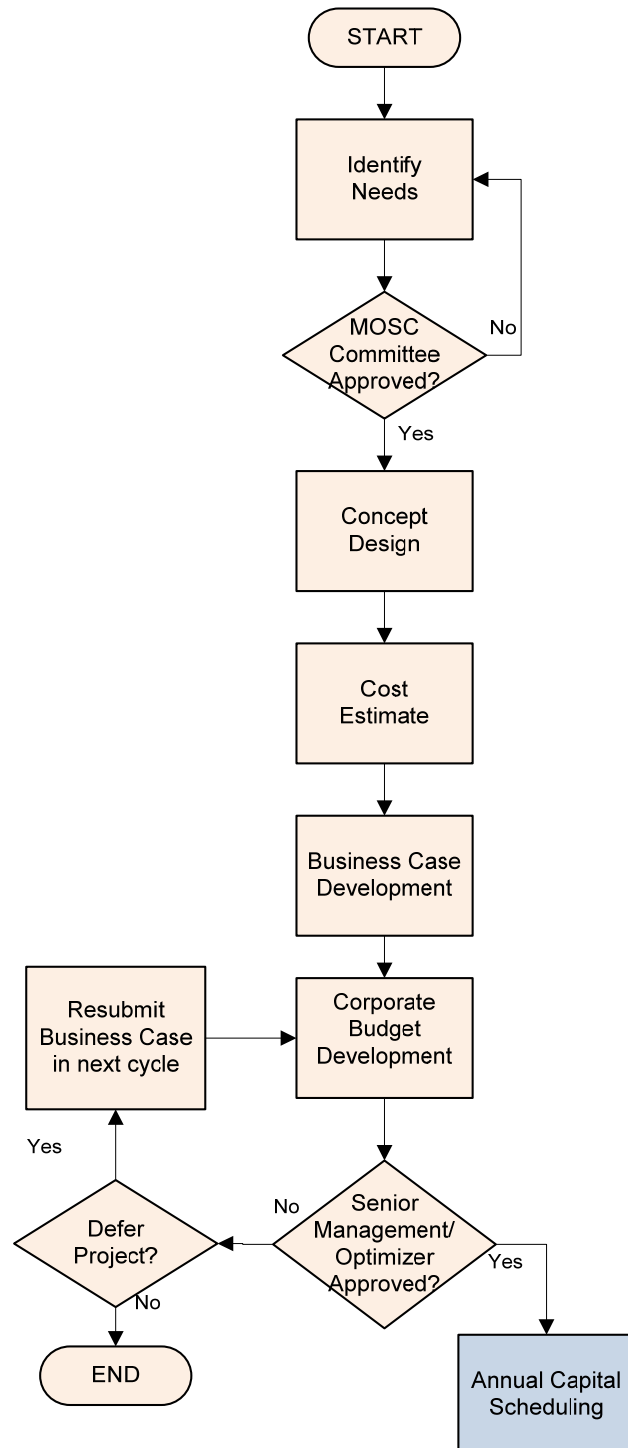 START
Identify
Needs
MOSC
Committee
Approved?
No
Yes
Concept
Design
Cost
Estimate
Business Case
Development
Corporate
Budget
Development
Resubmit
Business Case
in next cycle
Yes
Defer
Project?
No
Senior
Management/
Optimizer
Approved?
No
Yes
END
Annual Capital
Scheduling